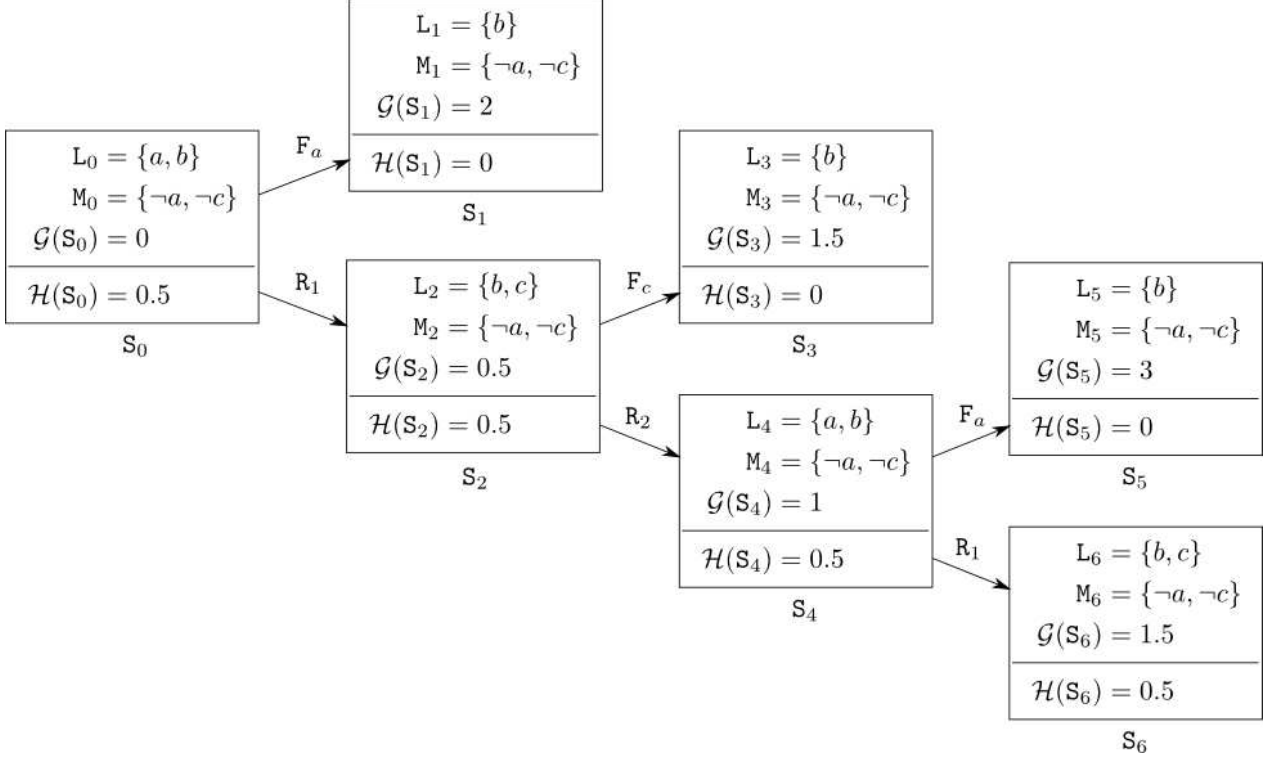 L₀ = {a, b}
M₀ = {¬a, ¬c}
𝒢(S₀) = 0
ℋ(S₀) = 0.5
S₀
Fₐ
R₁
L₁ = {b}
M₁ = {¬a, ¬c}
𝒢(S₁) = 2
ℋ(S₁) = 0
S₁
L₂ = {b, c}
M₂ = {¬a, ¬c}
𝒢(S₂) = 0.5
ℋ(S₂) = 0.5
S₂
F_c
R₂
L₃ = {b}
M₃ = {¬a, ¬c}
𝒢(S₃) = 1.5
ℋ(S₃) = 0
S₃
L₄ = {a, b}
M₄ = {¬a, ¬c}
𝒢(S₄) = 1
ℋ(S₄) = 0.5
S₄
Fₐ
R₁
L₅ = {b}
M₅ = {¬a, ¬c}
𝒢(S₅) = 3
ℋ(S₅) = 0
S₅
L₆ = {b, c}
M₆ = {¬a, ¬c}
𝒢(S₆) = 1.5
ℋ(S₆) = 0.5
S₆